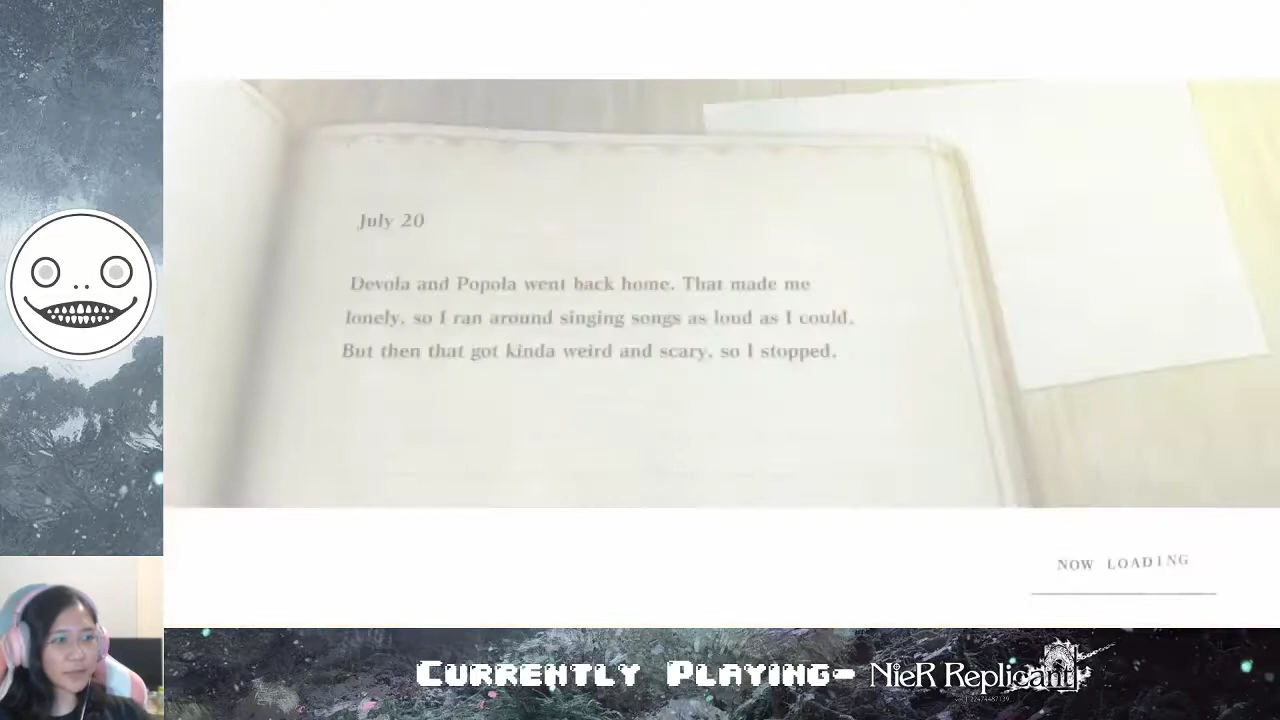 July 20
Devola and Popola went back home. That made me
lonely, so I ran around singing songs as loud as I could.
But then that got kinda weird and scary, so I stopped.
NOW LOADING
Currently Playing- NieR Replicant